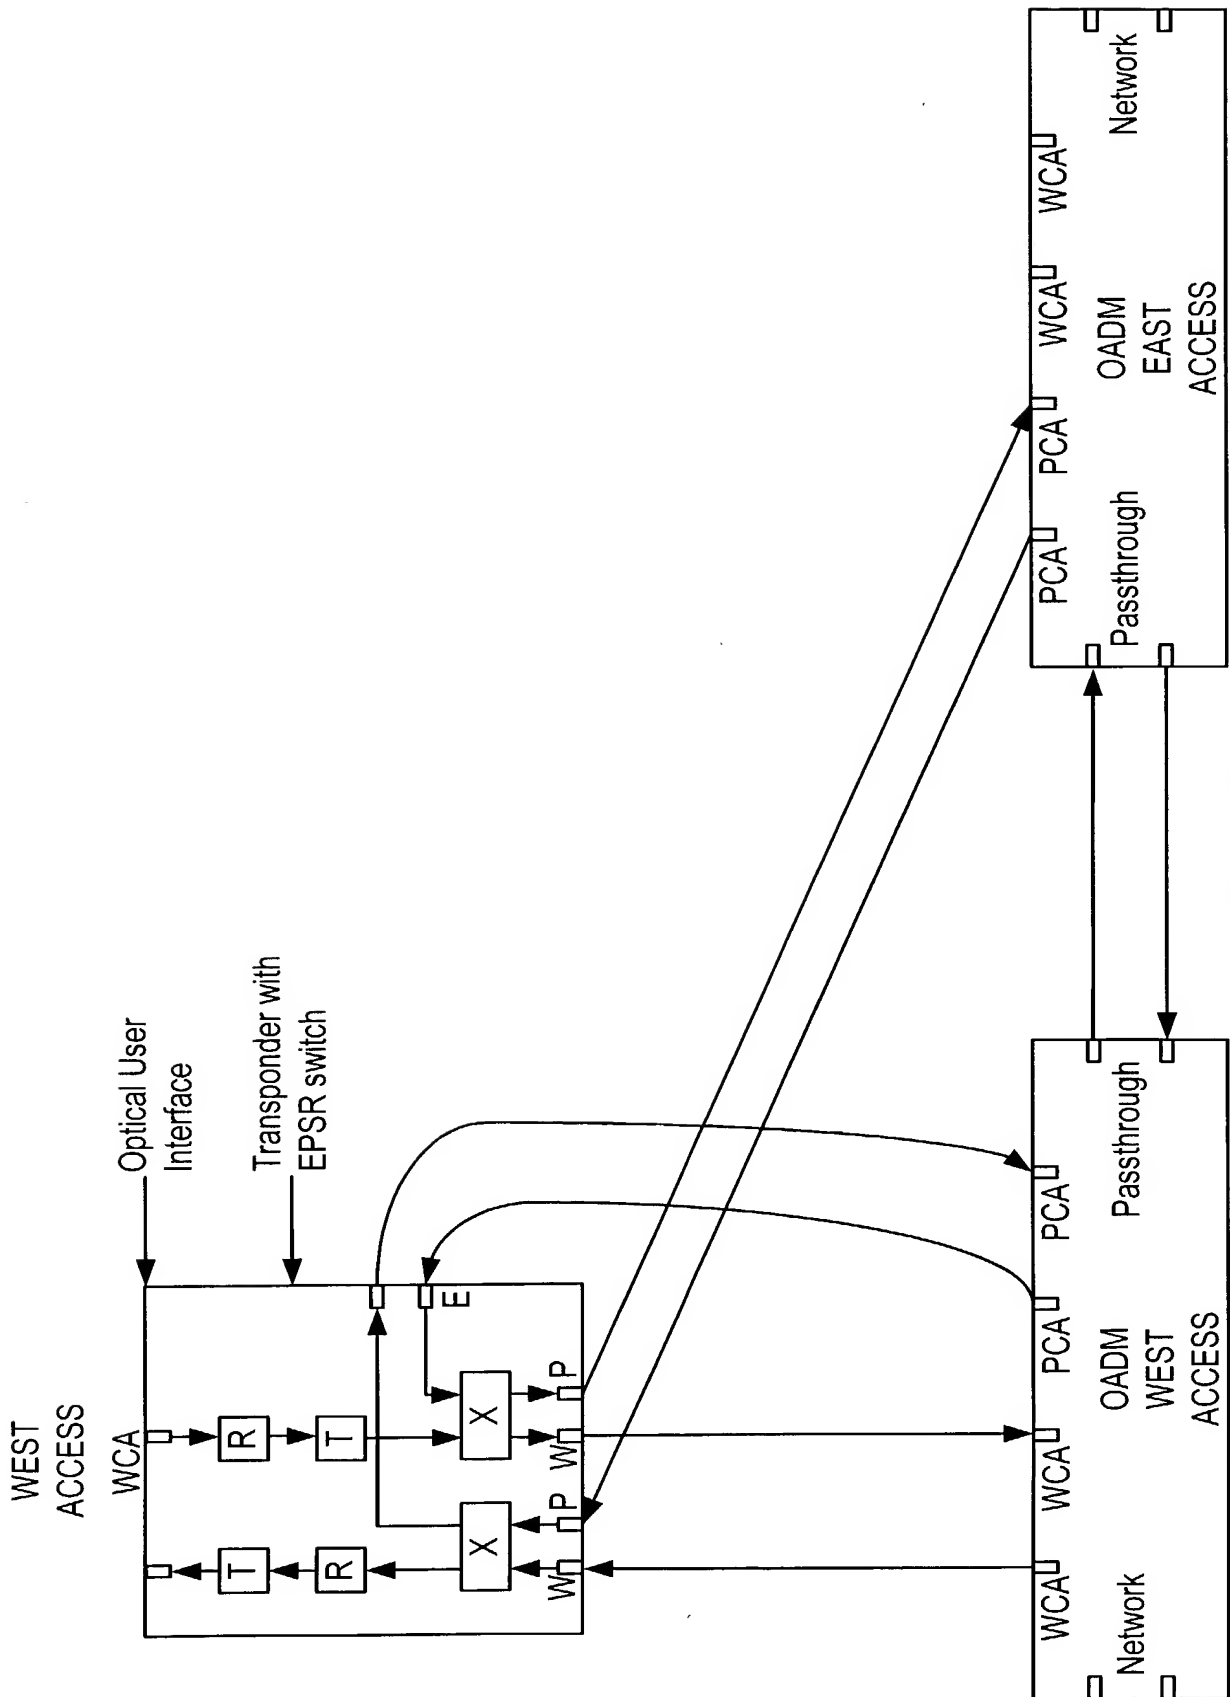 WEST
ACCESS
WCA
Optical User
Interface
Transponder with
EPSR switch
T
R
R
T
X
X
E
W
P
W
P
WCA
WCA
PCA
PCA
Network
OADM
WEST
ACCESS
Passthrough
PCA
PCA
WCA
WCA
Passthrough
OADM
EAST
ACCESS
Network